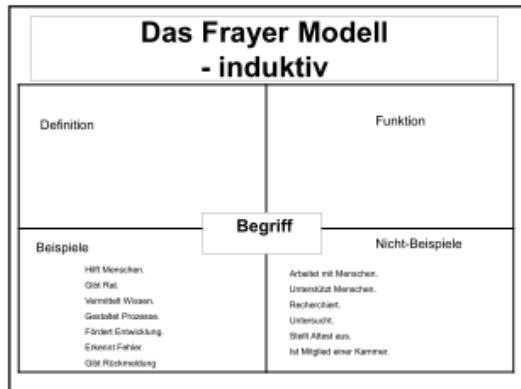 Das Frayer Modell
- induktiv
Definition
Funktion
Begriff
Beispiele
Hilft Menschen.
Gibt Rat.
Vermittelt Wissen.
Gestaltet Prozesse.
Fördert Entwicklung.
Erkennt Fehler.
Gibt Rückmeldung
Nicht-Beispiele
Arbeitet mit Menschen.
Unterstützt Menschen.
Recherchiert.
Untersucht.
Stellt Attest aus.
Ist Mitglied einer Kammer.